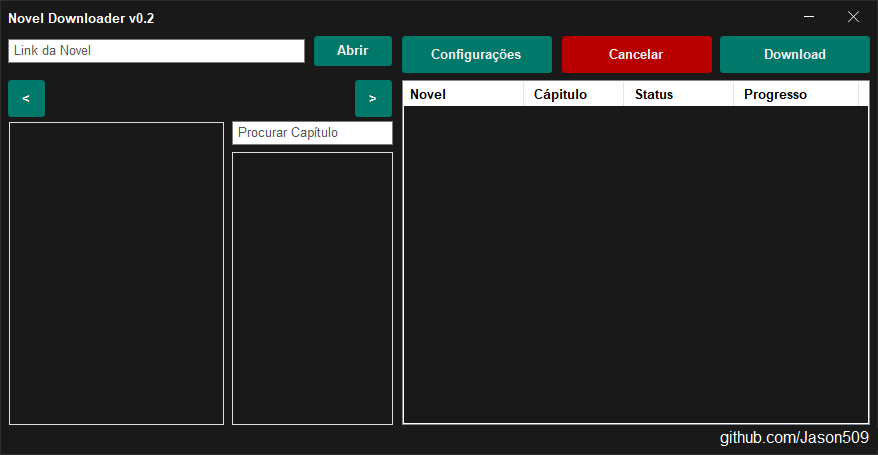 Novel Downloader v0.2
Link da Novel
Abrir
Configurações
Cancelar
Download
<
>
Novel
Cápitulo
Status
Progresso
Procurar Capítulo
github.com/Jason509